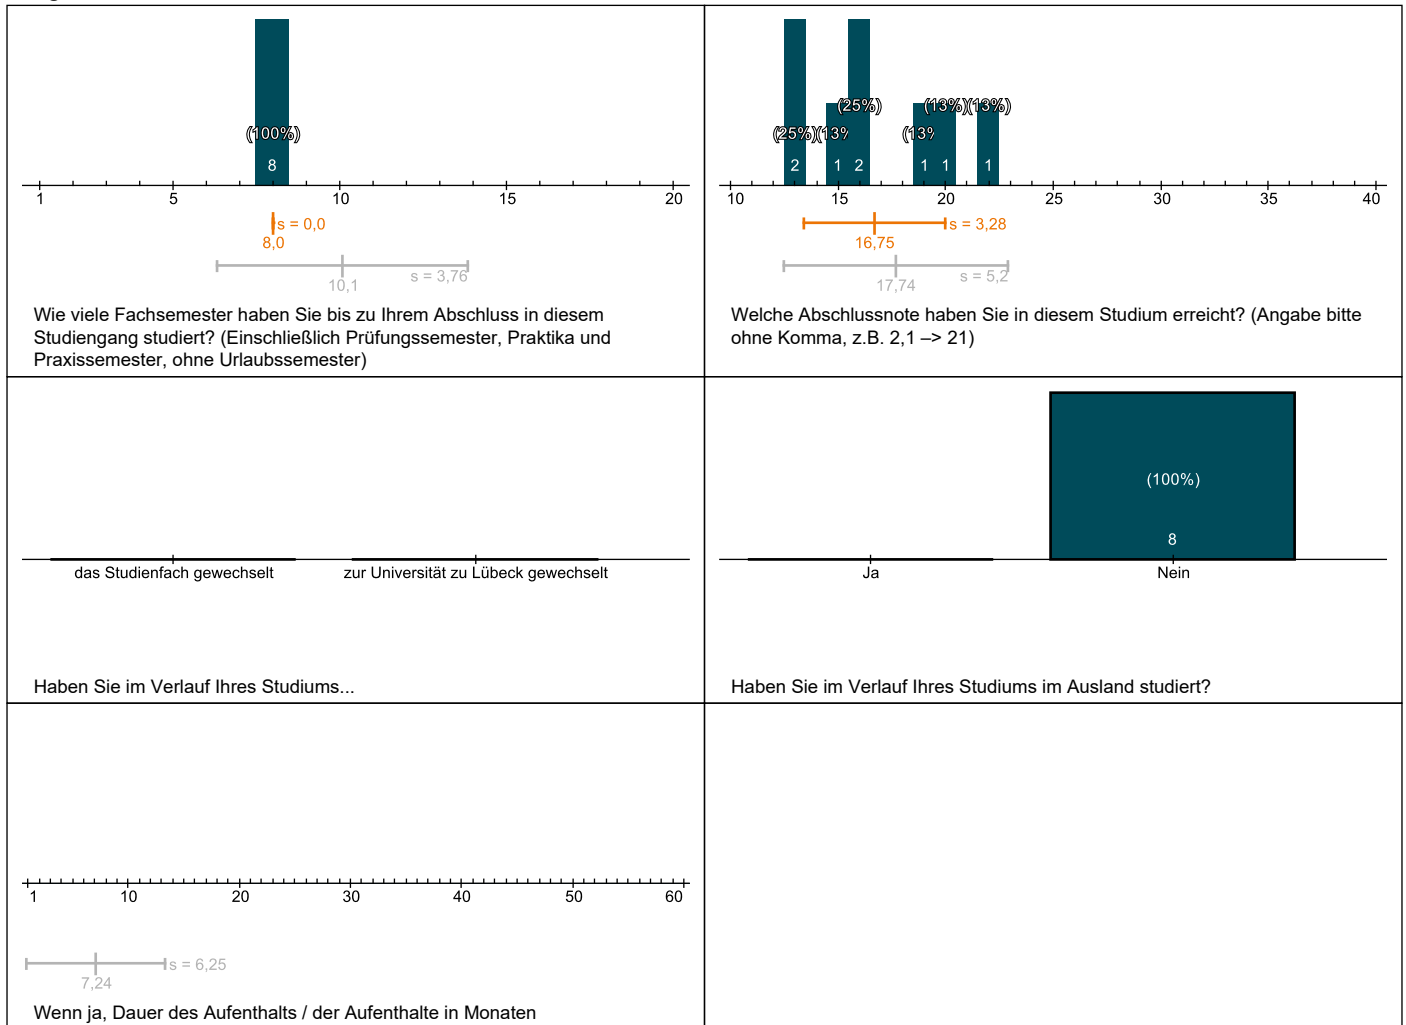 (100%)
8
1 5 10 15 20
s = 0,0
8,0
s = 3,76
10,1
Wie viele Fachsemester haben Sie bis zu Ihrem Abschluss in diesem
Studiengang studiert? (Einschließlich Prüfungssemester, Praktika und
Praxissemester, ohne Urlaubssemester)
(25%) (13%) (13%)
(25%) (13% (13%
2 1 2 1 1 1
10 15 20 25 30 35 40
s = 3,28
16,75
s = 5,2
17,74
Welche Abschlussnote haben Sie in diesem Studium erreicht? (Angabe bitte
ohne Komma, z.B. 2,1 –> 21)
das Studienfach gewechselt zur Universität zu Lübeck gewechselt
Haben Sie im Verlauf Ihres Studiums...
(100%)
8
Ja Nein
Haben Sie im Verlauf Ihres Studiums im Ausland studiert?
1 10 20 30 40 50 60
s = 6,25
7,24
Wenn ja, Dauer des Aufenthalts / der Aufenthalte in Monaten